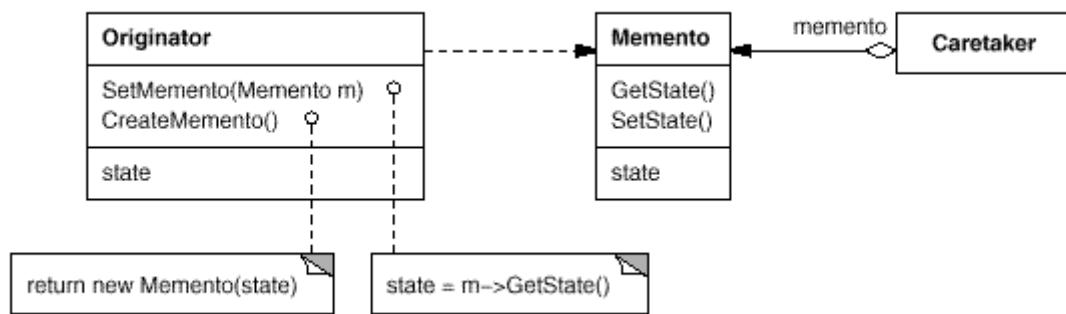 Originator
SetMemento(Memento m)
CreateMemento()
state
return new Memento(state)
state = m->GetState()
Memento
GetState()
SetState()
state
memento
Caretaker